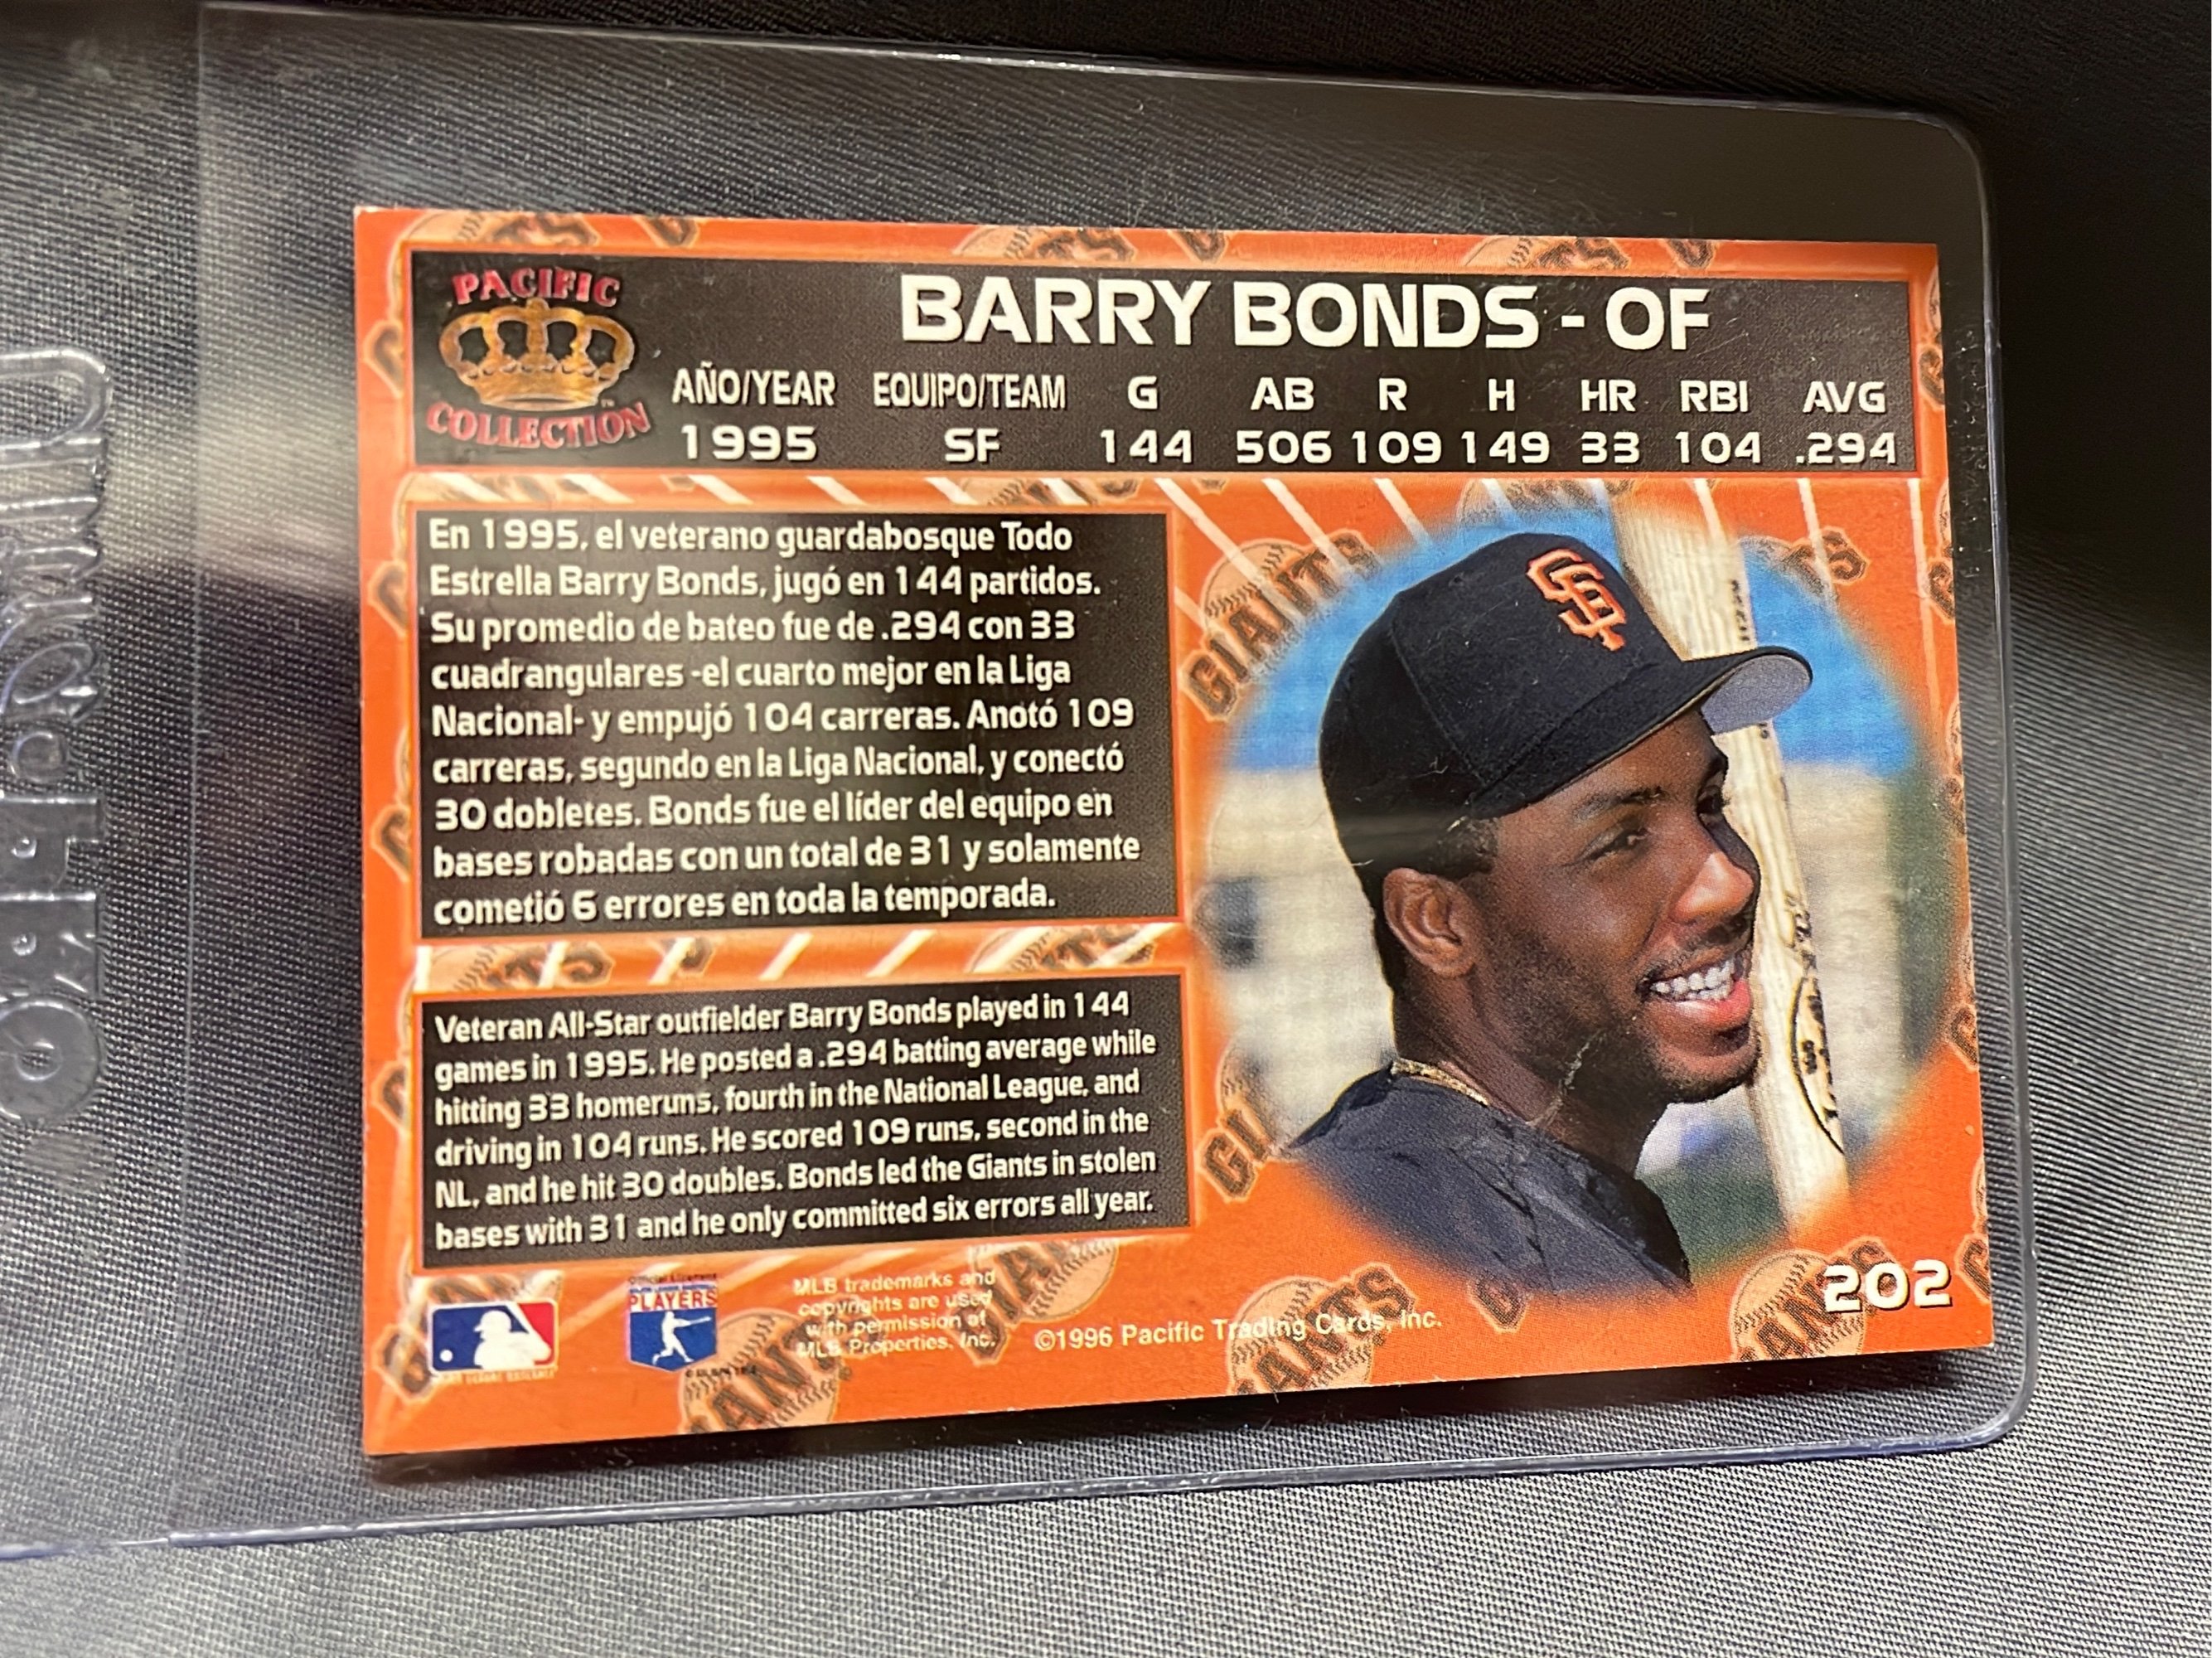 PACIFIC
COLLECTION
BARRY BONDS - OF
AÑO/YEAR EQUIPO/TEAM G AB R H HR RBI AVG
1995 SF 144 506 109 149 33 104 .294
En 1995, el veterano guardabosque Todo
Estrella Barry Bonds, jugó en 144 partidos.
Su promedio de bateo fue de .294 con 33
cuadrangulares -el cuarto mejor en la Liga
Nacional- y empujó 104 carreras. Anotó 109
carreras, segundo en la Liga Nacional, y conectó
30 dobletes. Bonds fue el líder del equipo en
bases robadas con un total de 31 y solamente
cometió 6 errores en toda la temporada.
Veteran All-Star outfielder Barry Bonds played in 144
games in 1995. He posted a .294 batting average while
hitting 33 homeruns, fourth in the National League, and
driving in 104 runs. He scored 109 runs, second in the
NL, and he hit 30 doubles. Bonds led the Giants in stolen
bases with 31 and he only committed six errors all year.
GIANTS
SF
PLAYERS
MLB trademarks and
copyrights are used
with permission of
MLB Properties, Inc.
©1996 Pacific Trading Cards, Inc.
202